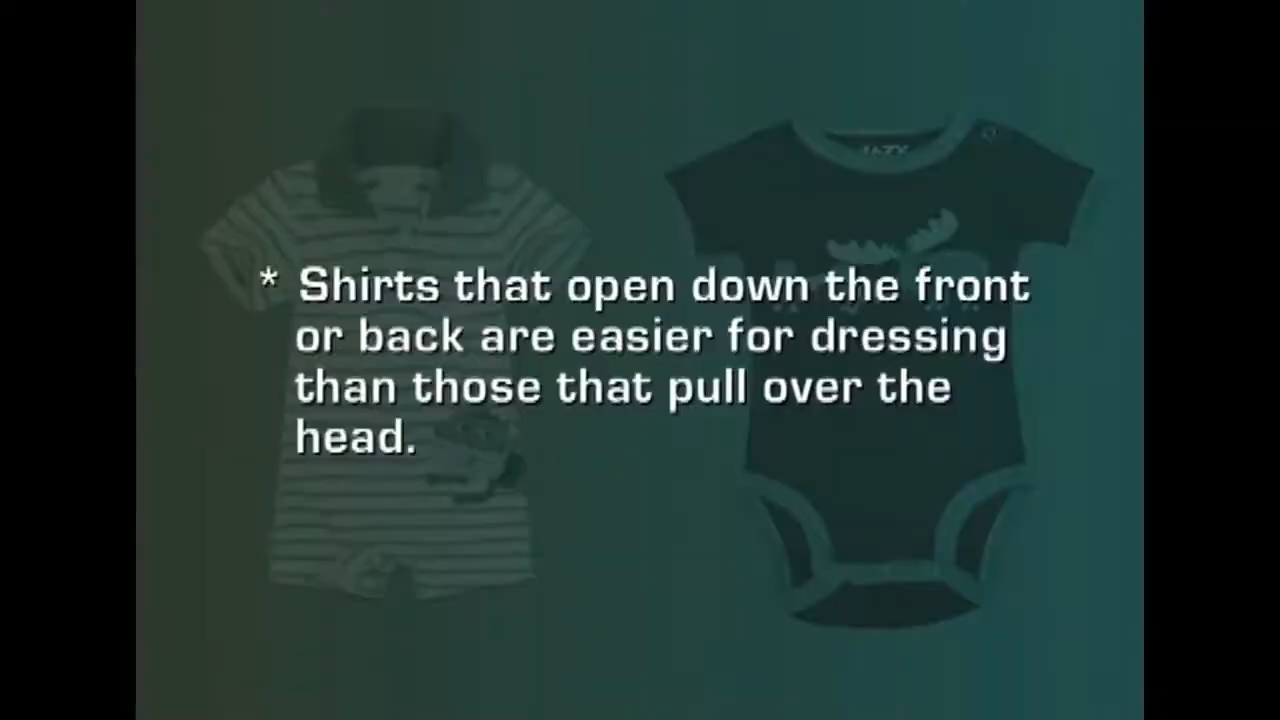 * Shirts that open down the front
or back are easier for dressing
than those that pull over the
head.